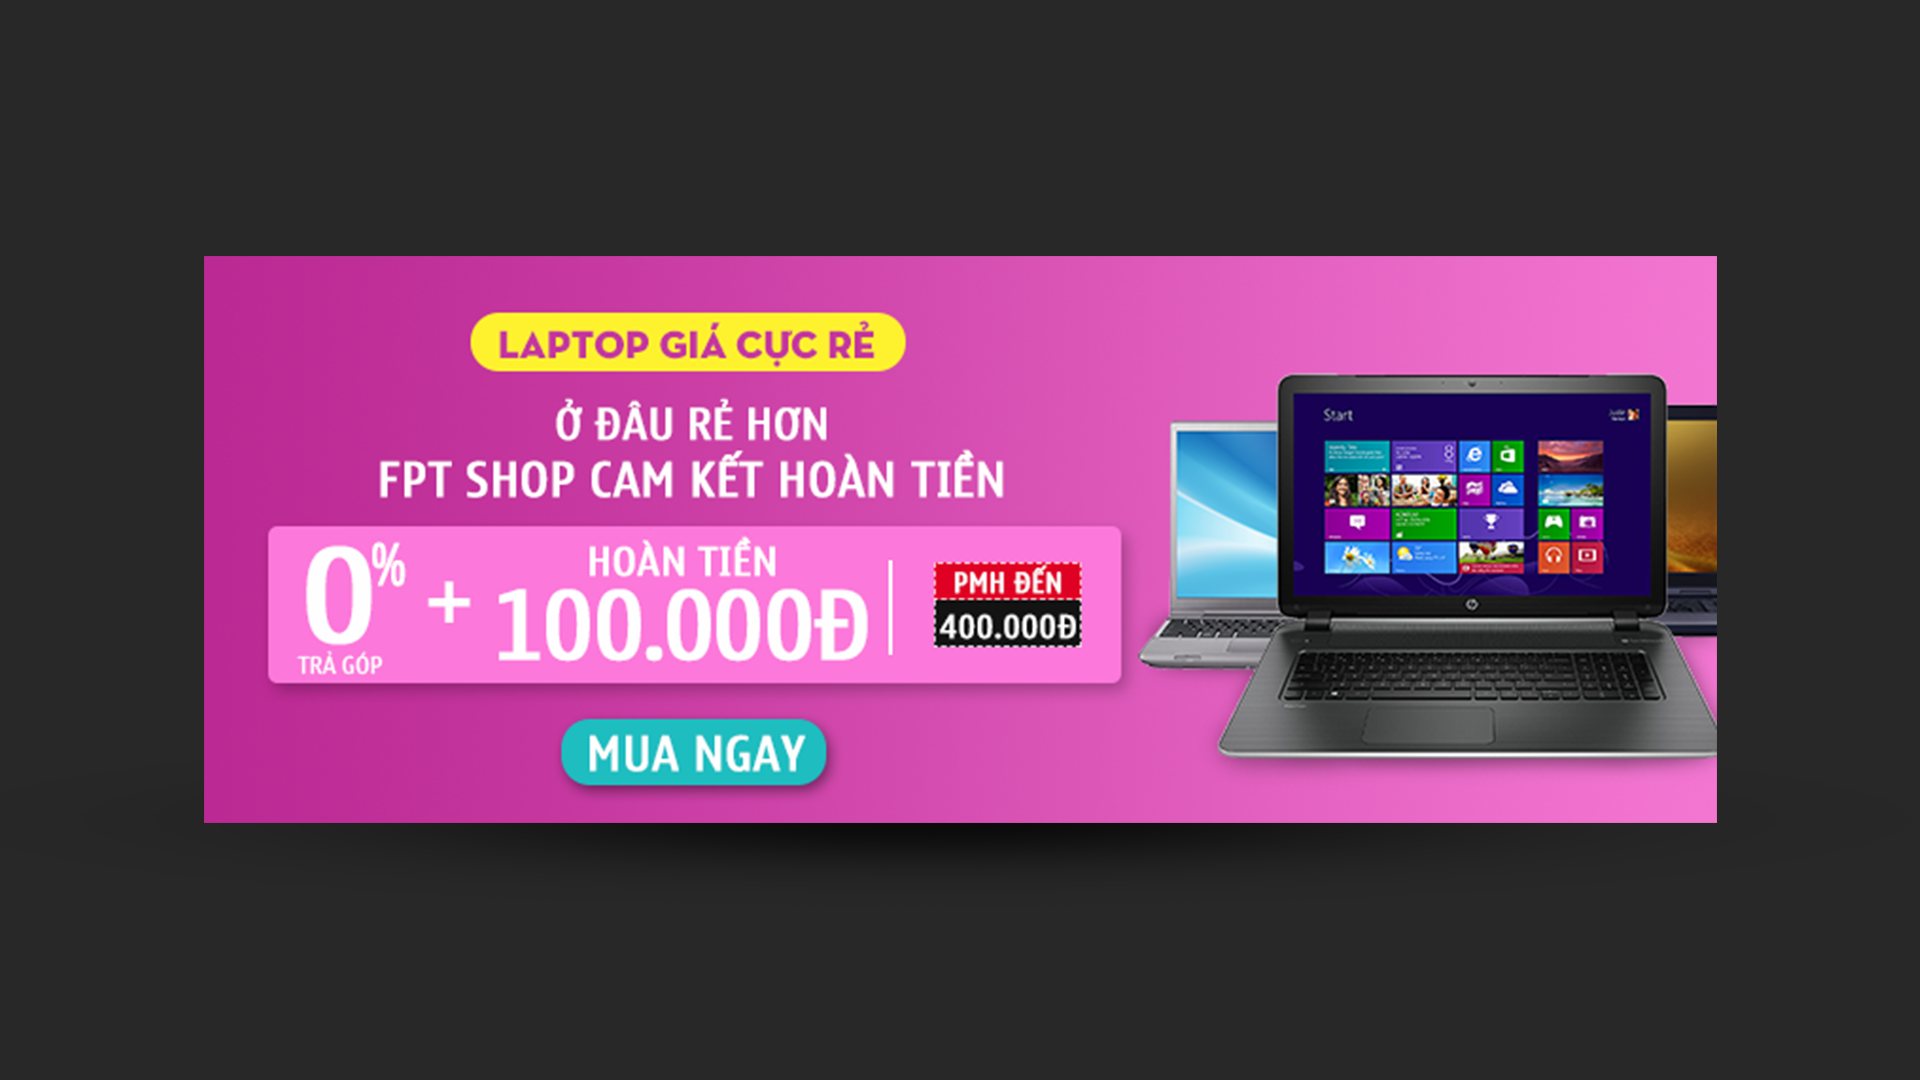 LAPTOP GIÁ CỰC RẺ
Ở ĐÂU RẺ HƠN
FPT SHOP CAM KẾT HOÀN TIỀN
0%
TRẢ GÓP
+
HOÀN TIỀN
100.000Đ
PMH ĐẾN
400.000Đ
MUA NGAY
Start